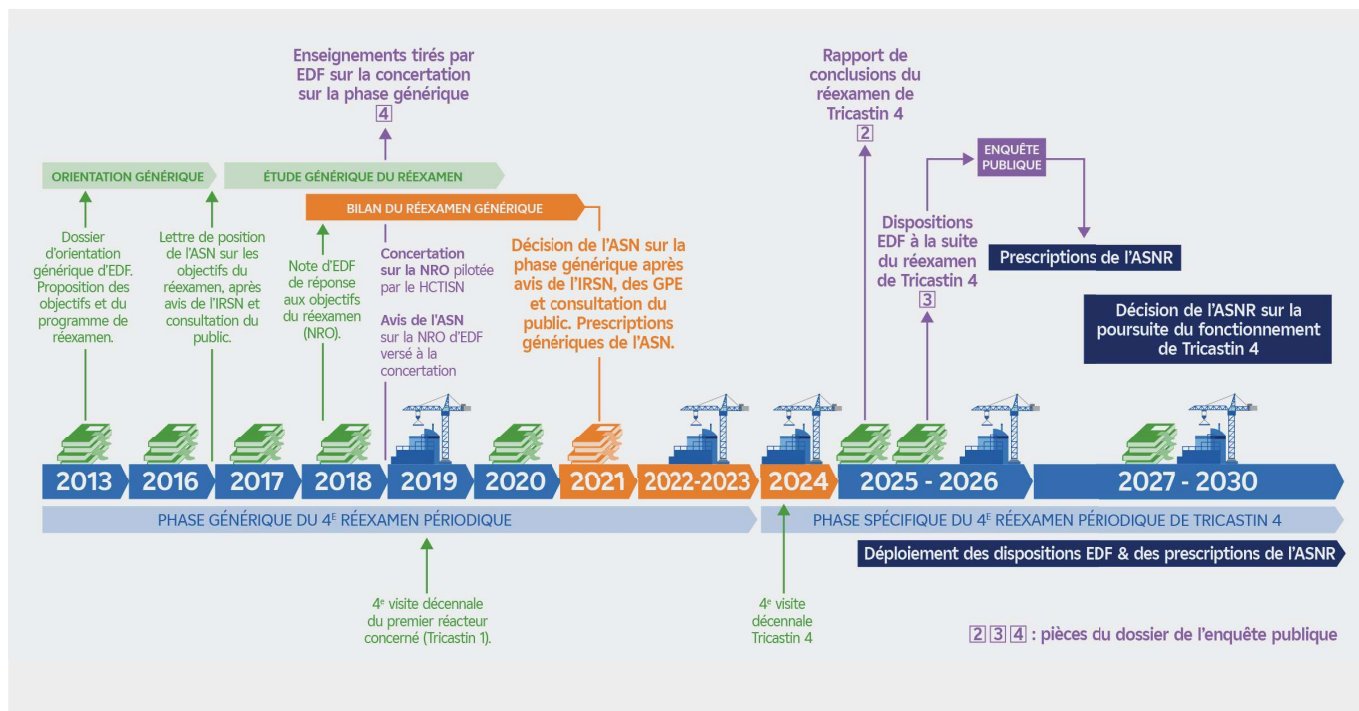 Enseignements tirés par
EDF sur la concertation
sur la phase générique
4
Rapport de
conclusions du
réexamen de
Tricastin 4
2
ENQUÊTE
PUBLIQUE
ORIENTATION GÉNÉRIQUE
ÉTUDE GÉNÉRIQUE DU RÉEXAMEN
BILAN DU RÉEXAMEN GÉNÉRIQUE
Dossier
d’orientation
générique d’EDF.
Proposition des
objectifs et du
programme de
réexamen.
Lettre de position
de l’ASN sur les
objectifs du
réexamen, après
avis de l’IRSN et
consultation du
public.
Note d’EDF
de réponse
aux objectifs
du réexamen
(NRO).
Concertation
sur la NRO pilotée
par le HCTISN
Avis de l’ASN
sur la NRO d’EDF
versé à la
concertation
Décision de l’ASN sur la
phase générique après
avis de l’IRSN, des GPE
et consultation du
public. Prescriptions
génériques de l’ASN.
Dispositions
EDF à la suite
du réexamen
de Tricastin 4
3
Prescriptions de l’ASNR
Décision de l’ASNR sur la
poursuite du fonctionnement
de Tricastin 4
2013
2016
2017
2018
2019
2020
2021
2022-2023
2024
2025 - 2026
2027 - 2030
PHASE GÉNÉRIQUE DU 4E RÉEXAMEN PÉRIODIQUE
PHASE SPÉCIFIQUE DU 4E RÉEXAMEN PÉRIODIQUE DE TRICASTIN 4
Déploiement des dispositions EDF & des prescriptions de l’ASNR
4e visite décennale
du premier réacteur
concerné (Tricastin 1).
4e visite
décennale
Tricastin 4
2 3 4 : pièces du dossier de l’enquête publique